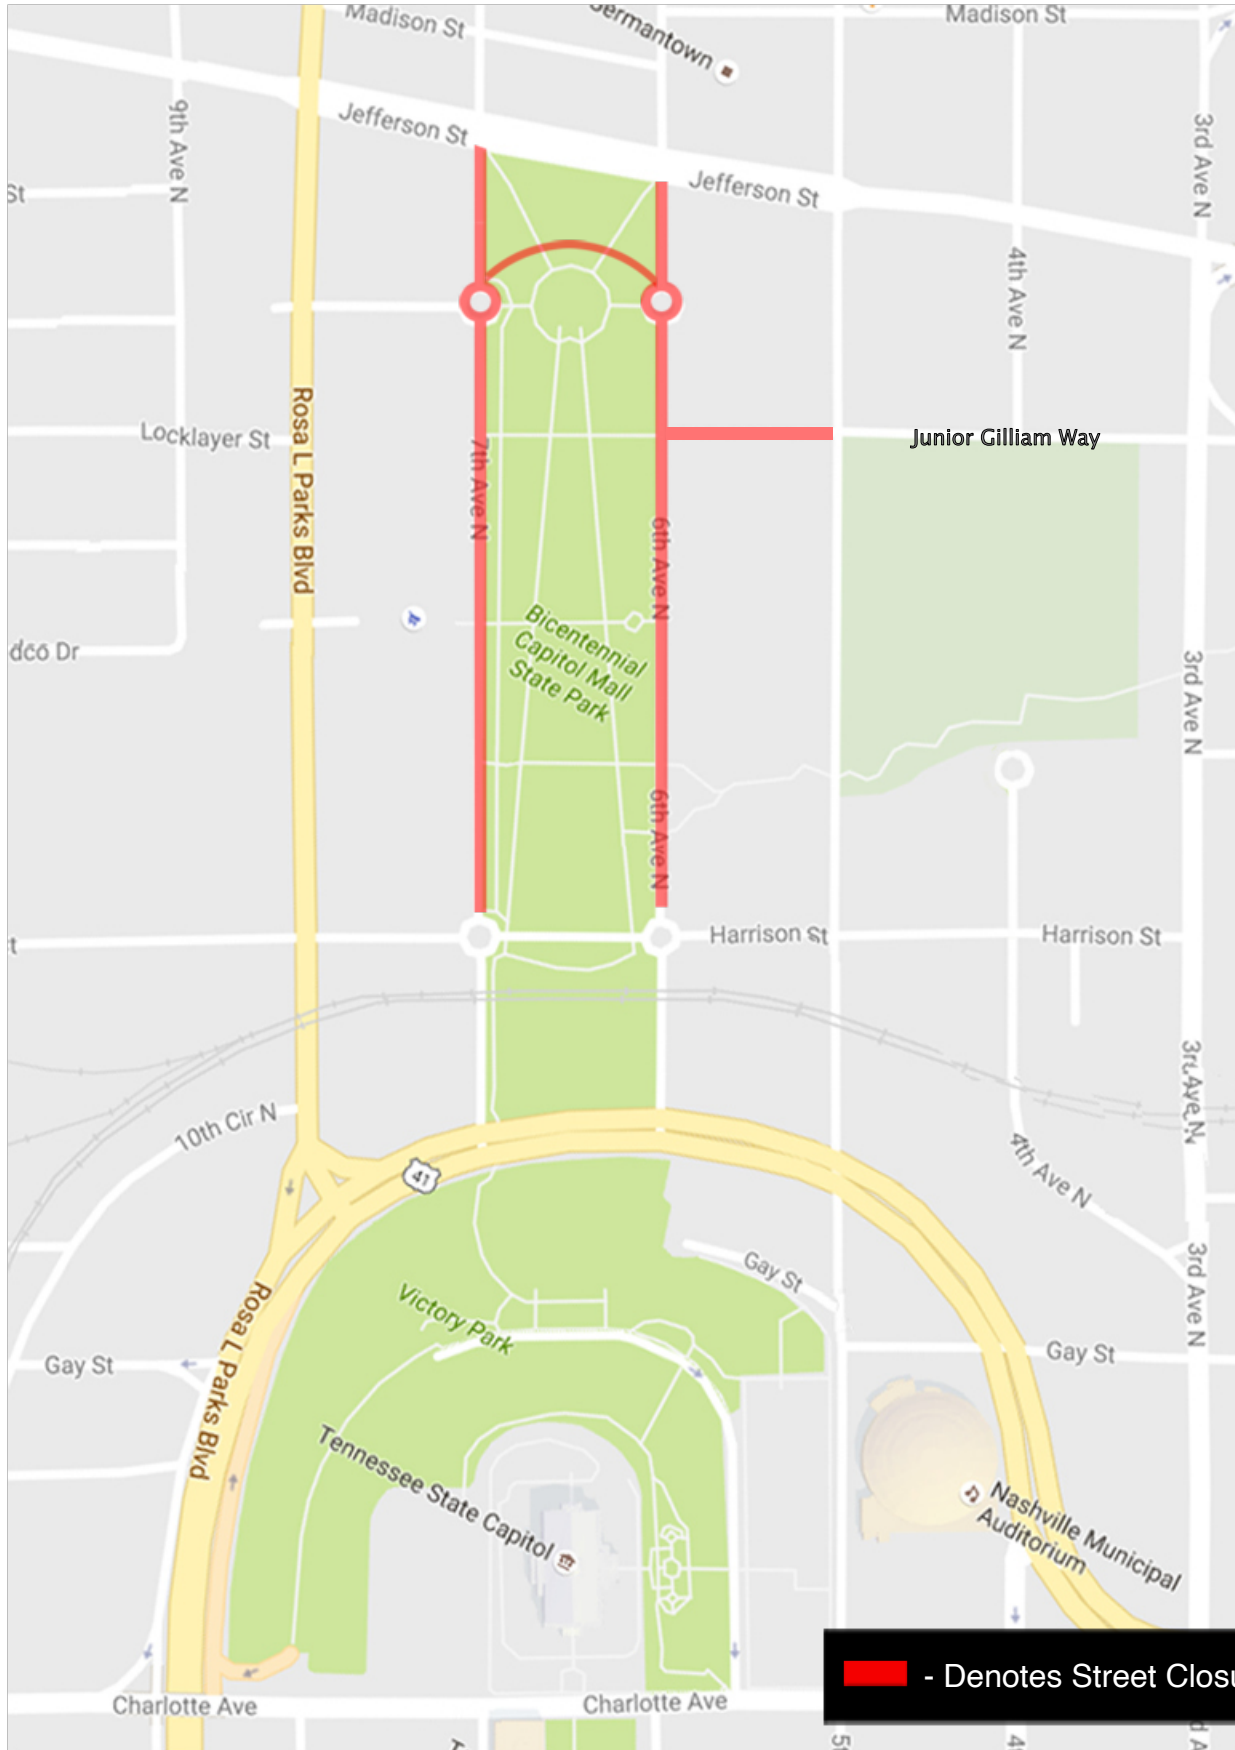 Madison St
Germantown
Madison St
9th Ave N
Jefferson St
Jefferson St
3rd Ave N
St
4th Ave N
Rosa L Parks Blvd
Locklayer St
7th Ave N
Junior Gilliam Way
6th Ave N
Bicentennial
Capitol Mall
State Park
dco Dr
3rd Ave N
6th Ave N
Harrison St
Harrison St
3rd Ave N
10th Cir N
41
4th Ave N
3rd Ave N
Gay St
Victory Park
Rosa L Parks Blvd
Gay St
Gay St
Tennessee State Capitol
Nashville Municipal
Auditorium
- Denotes Street Closu
Charlotte Ave
Charlotte Ave